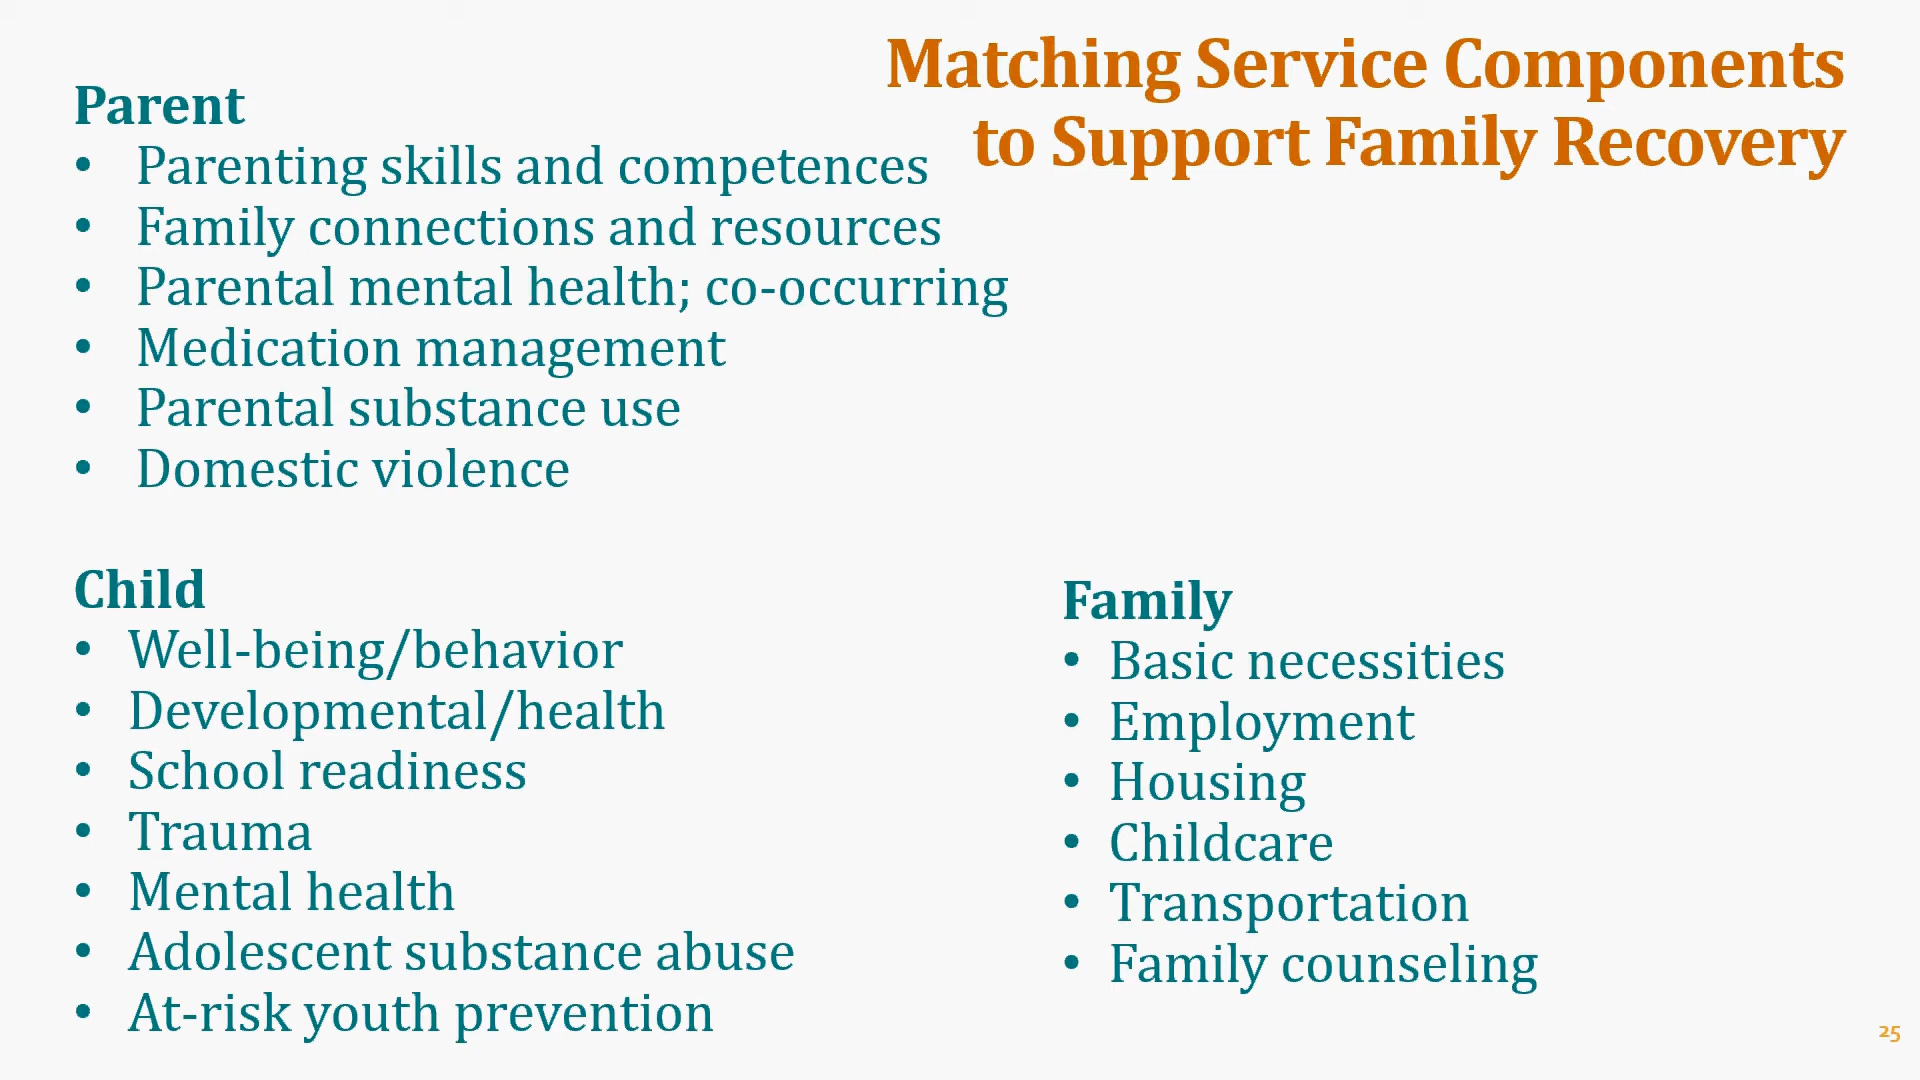 Matching Service Components
to Support Family Recovery
Parent
• Parenting skills and competences
• Family connections and resources
• Parental mental health; co-occurring
• Medication management
• Parental substance use
• Domestic violence
Child
• Well-being/behavior
• Developmental/health
• School readiness
• Trauma
• Mental health
• Adolescent substance abuse
• At-risk youth prevention
Family
• Basic necessities
• Employment
• Housing
• Childcare
• Transportation
• Family counseling
25